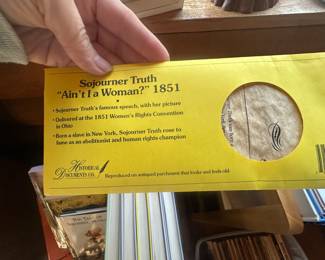 Sojourner Truth
"Ain't I a Woman?" 1851
• Sojourner Truth's famous speech, with her picture
• Delivered at the 1851 Women's Rights Convention
in Ohio
• Born a slave in New York, Sojourner Truth rose to
fame as an abolitionist and human rights champion
Historical
Documents Co.
Reproduced on antiqued parchment that looks and feels old